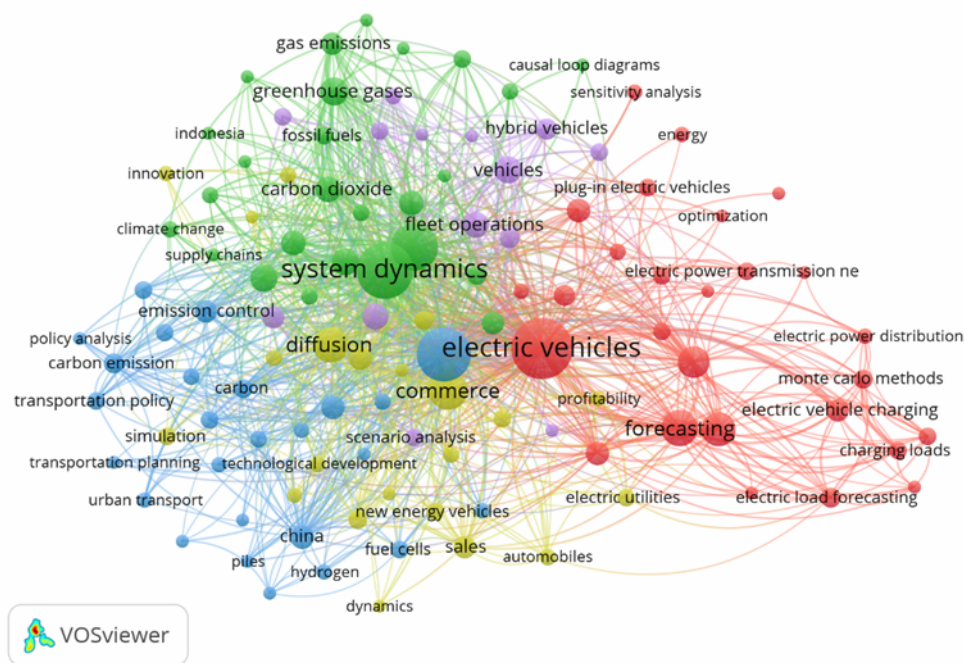 gas emissions
causal loop diagrams
greenhouse gases
sensitivity analysis
indonesia
fossil fuels
hybrid vehicles
energy
innovation
vehicles
carbon dioxide
plug-in electric vehicles
climate change
fleet operations
optimization
supply chains
system dynamics
electric power transmission ne
emission control
policy analysis
diffusion
electric vehicles
electric power distribution
carbon emission
carbon
commerce
monte carlo methods
transportation policy
profitability
electric vehicle charging
simulation
scenario analysis
forecasting
charging loads
transportation planning
technological development
urban transport
new energy vehicles
electric utilities
electric load forecasting
china
fuel cells
sales
automobiles
piles
hydrogen
dynamics
VOSviewer